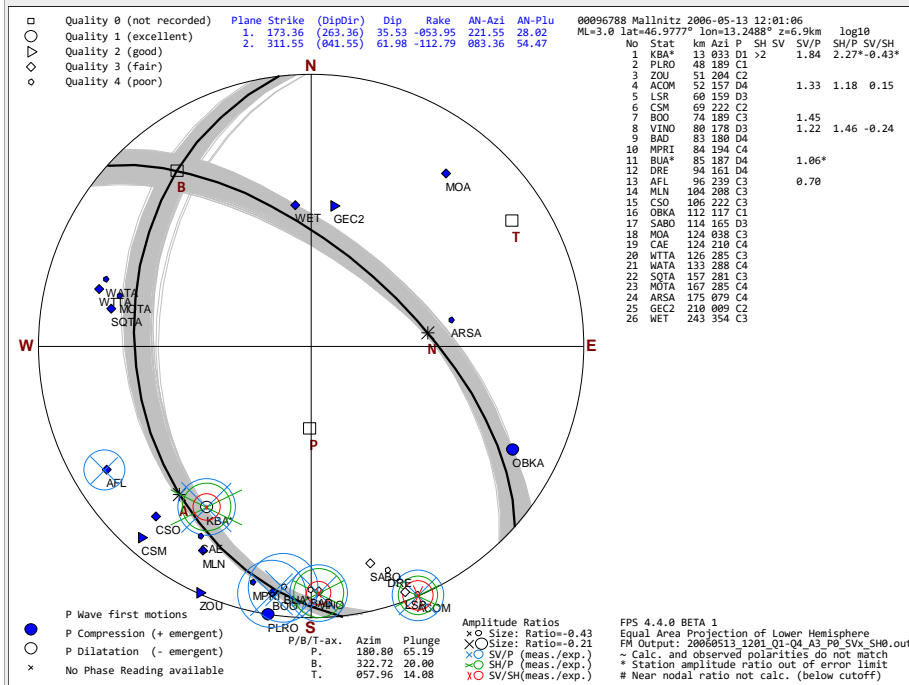 Quality 0 (not recorded)
Quality 1 (excellent)
Quality 2 (good)
Quality 3 (fair)
Quality 4 (poor)
Plane Strike (DipDir) Dip Rake AN-Azi AN-Plu
1. 173.36 (263.36) 35.53 -053.95 221.55 28.02
2. 311.55 (041.55) 61.98 -112.79 083.36 54.47
00096788 Mallnitz 2006-05-13 12:01:06
ML=3.0 lat=46.9777° lon=13.2488° z=6.9km log10
No Stat km Azi P SH SV SV/P SH/P SV/SH
1 KBA* 13 033 D1 >2 1.84 2.27*-0.43*
2 PLRO 48 189 C1
3 ZOU 51 204 C2
4 ACOM 52 157 D4 1.33 1.18 0.15
5 LSR 60 159 D3
6 CSM 69 222 C2
7 BOO 74 189 C3 1.45
8 VINO 80 178 D3 1.22 1.46 -0.24
9 BAD 83 180 D4
10 MPRI 84 194 C4
11 BUA* 85 187 D4 1.06*
12 DRE 94 161 D4
13 AFL 96 239 C3 0.70
14 MLN 104 208 C3
15 CSO 106 222 C3
16 OBKA 112 117 C1
17 SABO 114 165 D3
18 MOA 124 038 C3
19 CAE 124 210 C4
20 WTTA 126 285 C3
21 WATA 133 288 C4
22 SQTA 157 281 C3
23 MOTA 167 285 C4
24 ARSA 175 079 C4
25 GEC2 210 009 C2
26 WET 243 354 C3
N
MOA
B
WET
GEC2
T
WATA
WTTA
MOTA
SQTA
ARSA
W
N
E
P
OBKA
AFL
A
KBA*
CSO
CSM
CAE
MLN
SABO
DRE
MPRI
BUA*
BAD
VINO
LSR
ACOM
ZOU
BOO
PLRO
S
P Wave first motions
P Compression (+ emergent)
P Dilatation (- emergent)
No Phase Reading available
P/B/T-ax. Azim Plunge
P. 180.80 65.19
B. 322.72 20.00
T. 057.96 14.08
Amplitude Ratios
Size: Ratio=-0.43
Size: Ratio=-0.21
SV/P (meas./exp.)
SH/P (meas./exp.)
SV/SH(meas./exp.)
FPS 4.4.0 BETA 1
Equal Area Projection of Lower Hemisphere
FM Output: 20060513_1201_Q1-Q4_A3_P0_SVx_SH0.out
~ Calc. and observed polarities do not match
* Station amplitude ratio out of error limit
# Near nodal ratio not calc. (below cutoff)